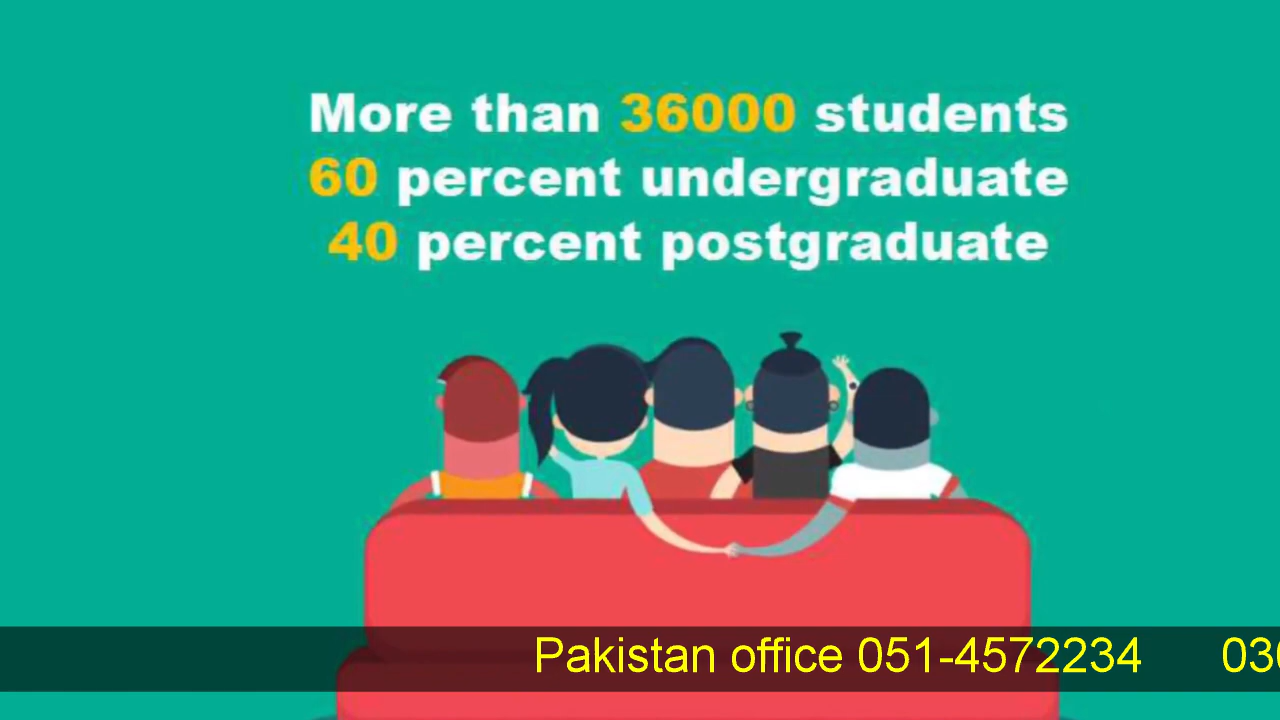 More than 36000 students
60 percent undergraduate
40 percent postgraduate
Pakistan office 051-4572234